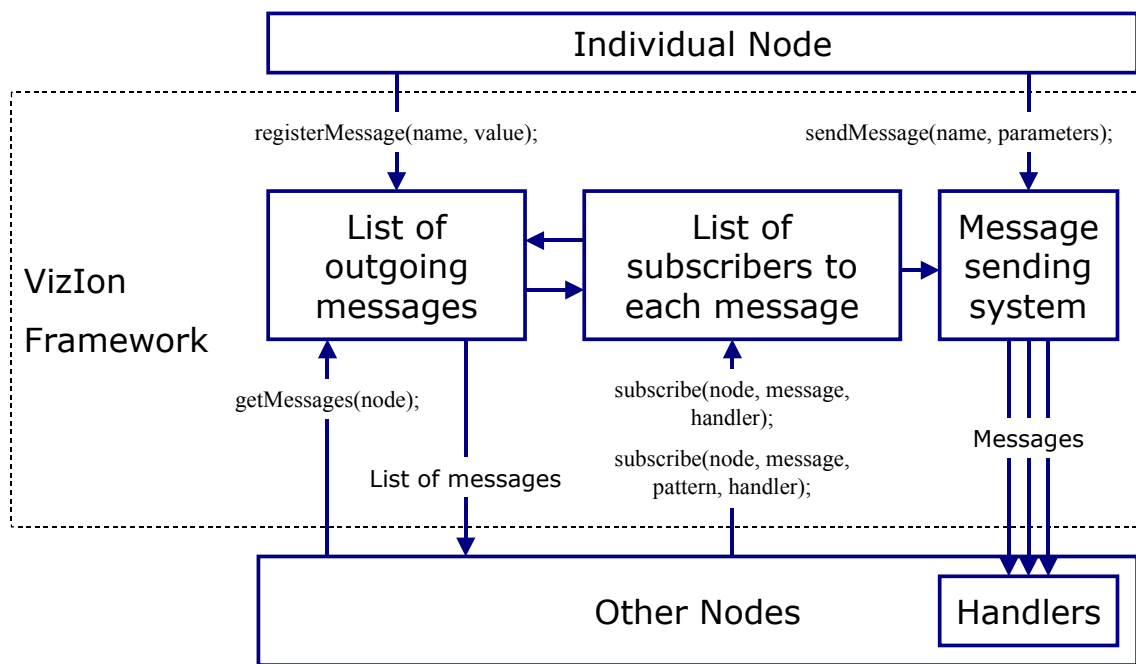 Individual Node
registerMessage(name, value);
sendMessage(name, parameters);
VizIon
Framework
List of
outgoing
messages
List of
subscribers to
each message
Message
sending
system
getMessages(node);
List of messages
subscribe(node, message,
handler);
subscribe(node, message,
pattern, handler);
Messages
Other Nodes
Handlers